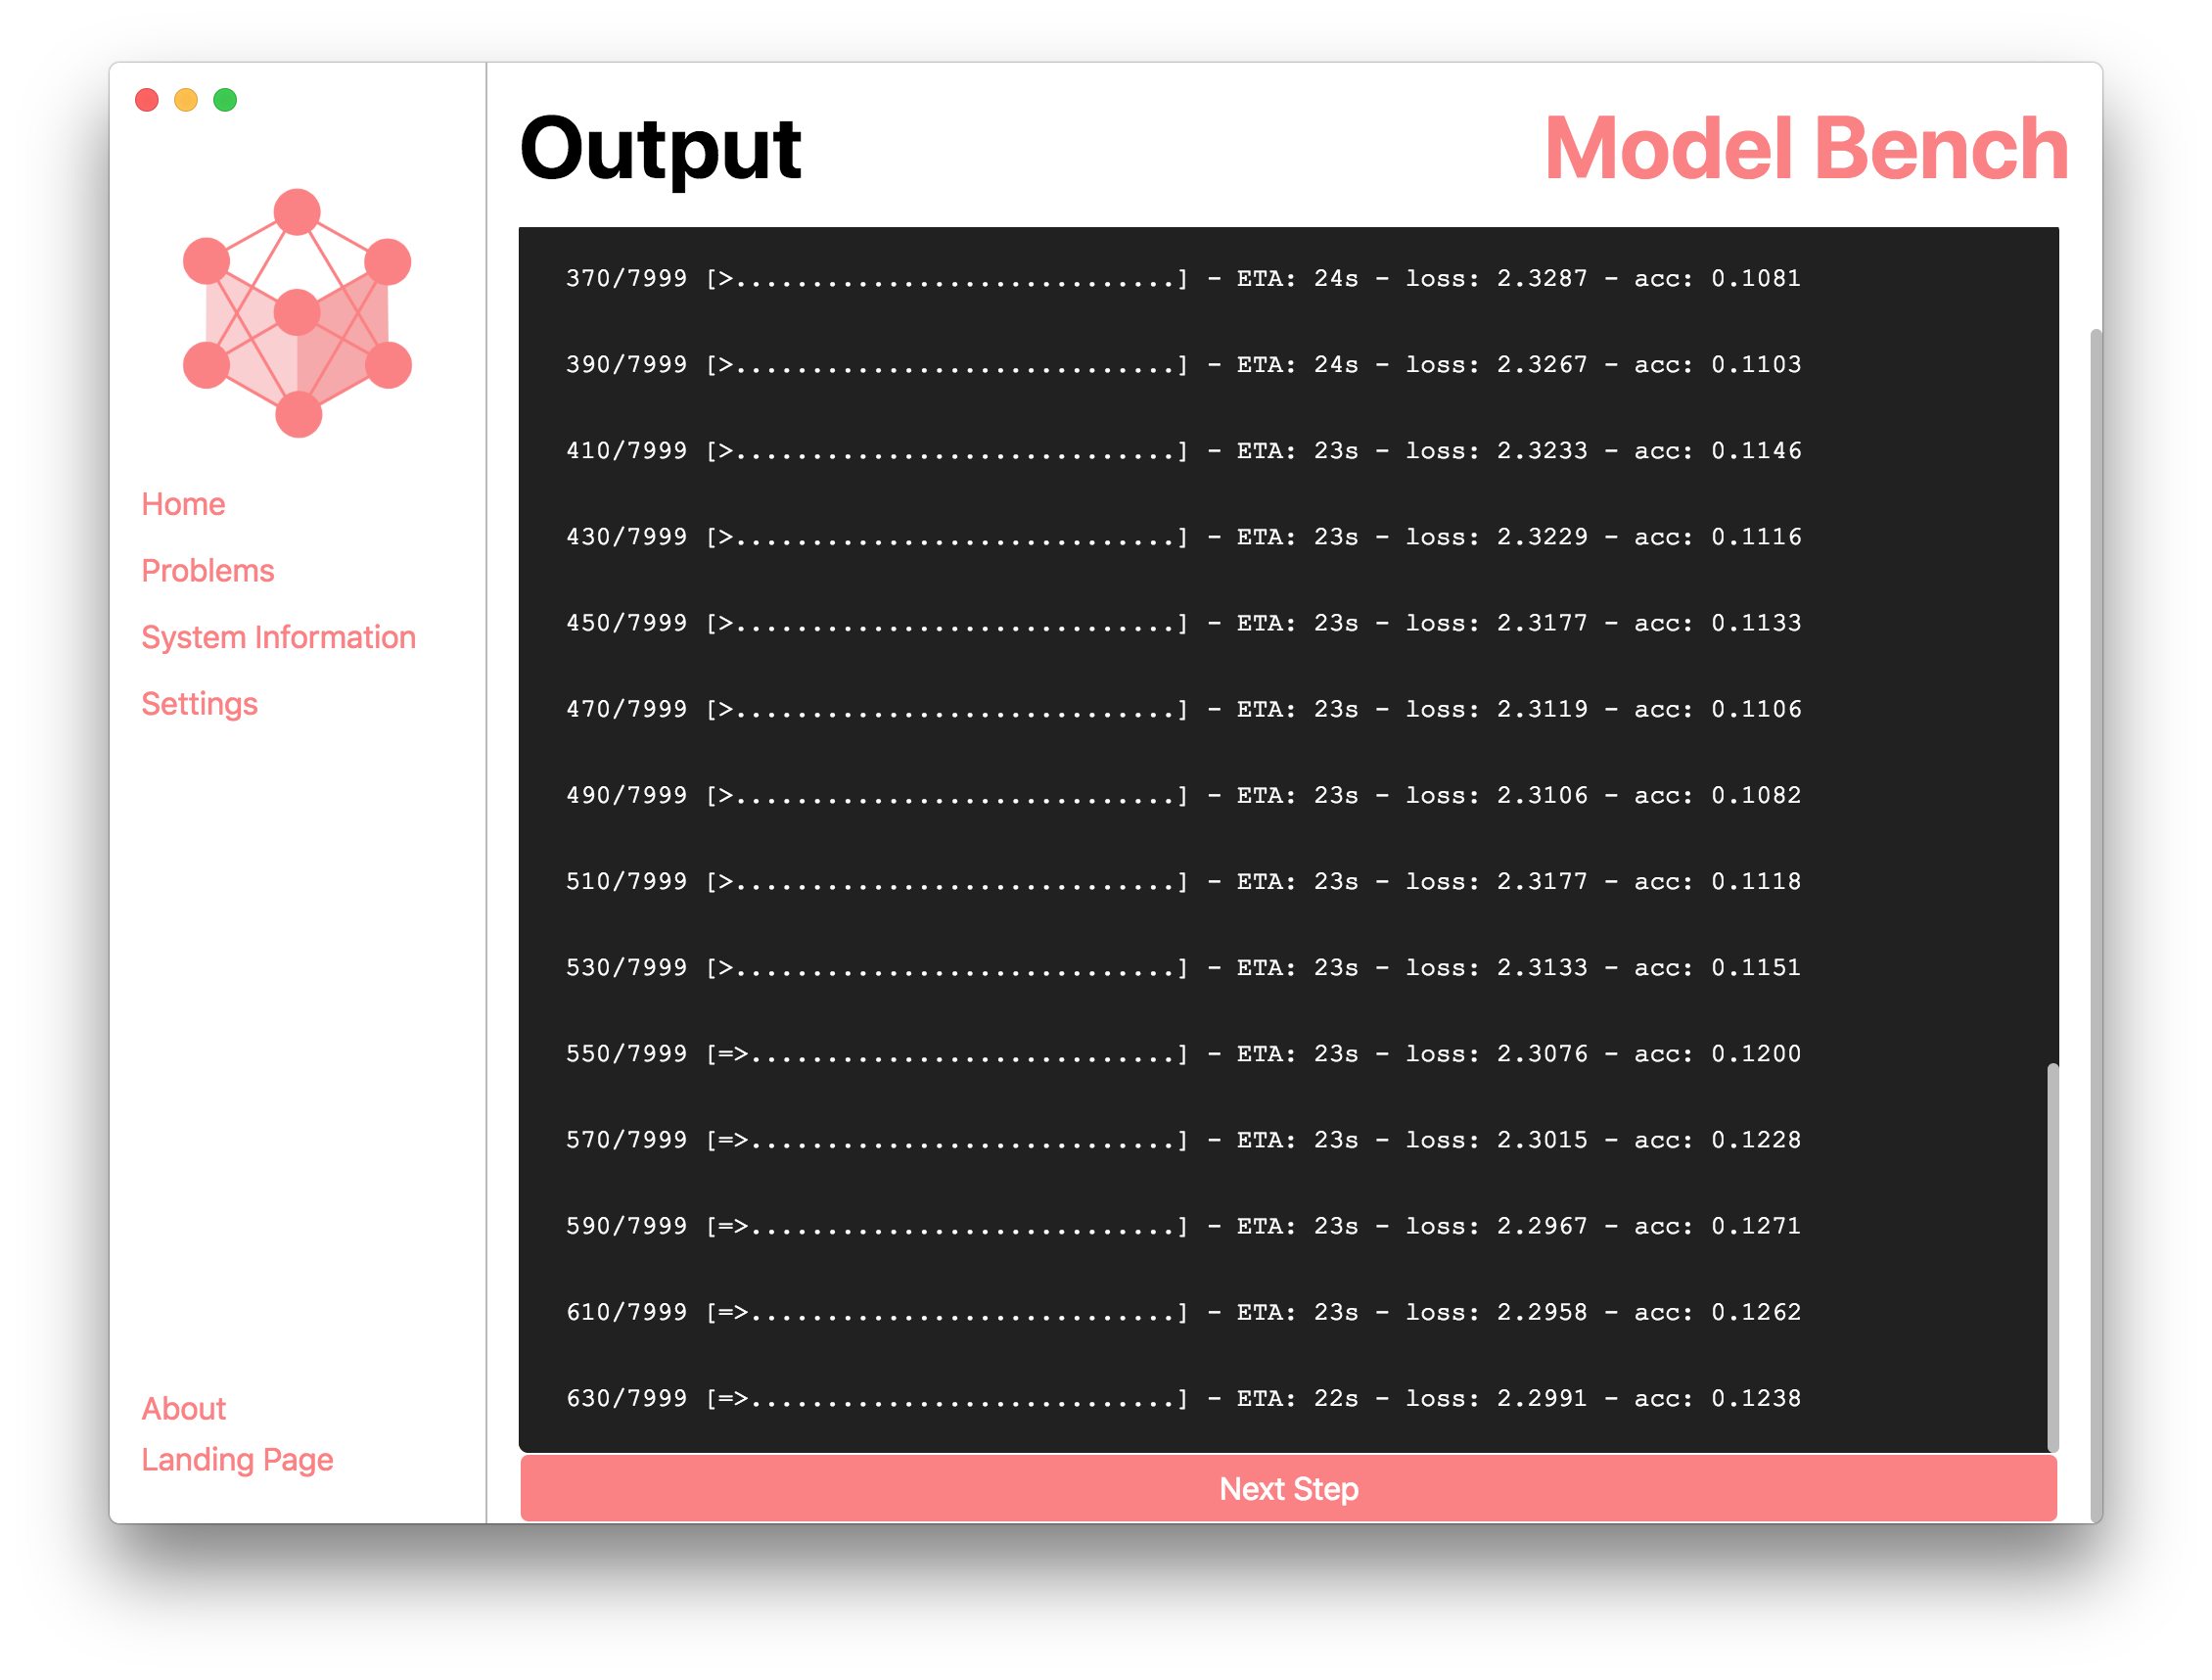 Output
Model Bench
Home
Problems
System Information
Settings
About
Landing Page
370/7999 [>.............................] - ETA: 24s - loss: 2.3287 - acc: 0.1081
390/7999 [>.............................] - ETA: 24s - loss: 2.3267 - acc: 0.1103
410/7999 [>.............................] - ETA: 23s - loss: 2.3233 - acc: 0.1146
430/7999 [>.............................] - ETA: 23s - loss: 2.3229 - acc: 0.1116
450/7999 [>.............................] - ETA: 23s - loss: 2.3177 - acc: 0.1133
470/7999 [>.............................] - ETA: 23s - loss: 2.3119 - acc: 0.1106
490/7999 [>.............................] - ETA: 23s - loss: 2.3106 - acc: 0.1082
510/7999 [>.............................] - ETA: 23s - loss: 2.3177 - acc: 0.1118
530/7999 [>.............................] - ETA: 23s - loss: 2.3133 - acc: 0.1151
550/7999 [=>............................] - ETA: 23s - loss: 2.3076 - acc: 0.1200
570/7999 [=>............................] - ETA: 23s - loss: 2.3015 - acc: 0.1228
590/7999 [=>............................] - ETA: 23s - loss: 2.2967 - acc: 0.1271
610/7999 [=>............................] - ETA: 23s - loss: 2.2958 - acc: 0.1262
630/7999 [=>............................] - ETA: 22s - loss: 2.2991 - acc: 0.1238
Next Step